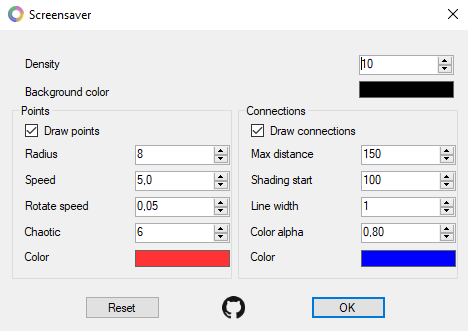 Screensaver
Density 10
Background color
Points
Draw points
Radius 8
Speed 5,0
Rotate speed 0,05
Chaotic 6
Color
Connections
Draw connections
Max distance 150
Shading start 100
Line width 1
Color alpha 0,80
Color
Reset OK